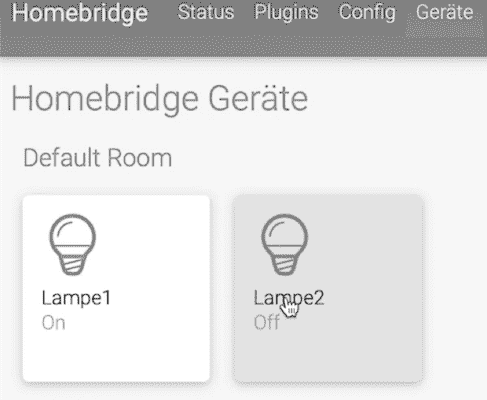 Homebridge Status Plugins Config Geräte
Homebridge Geräte
Default Room
Lampe1 Lampe2
On Off